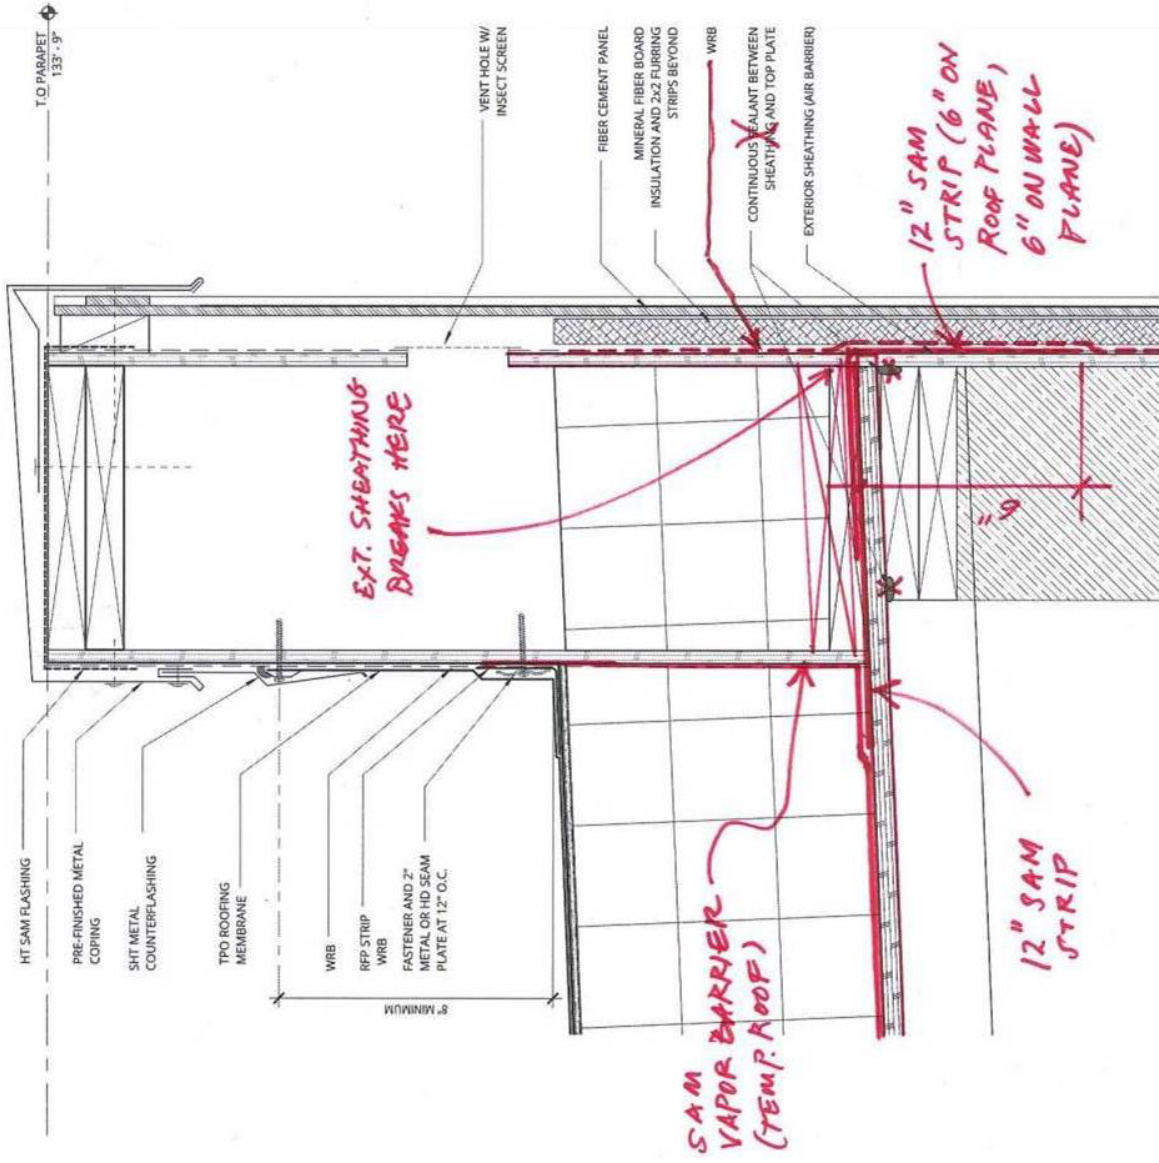 T.O PARAPET
133' - 9"
HT SAM FLASHING
PRE-FINISHED METAL
COPING
SHT METAL
COUNTERFLASHING
TPO ROOFING
MEMBRANE
WRB
RFP STRIP
WRB
FASTENER AND 2"
METAL OR HD SEAM
PLATE AT 12" O.C.
8" MINIMUM
VENT HOLE W/
INSECT SCREEN
FIBER CEMENT PANEL
MINERAL FIBER BOARD
INSULATION AND 2x2 FURRING
STRIPS BEYOND
WRB
CONTINUOUS SEALANT BETWEEN
SHEATHING AND TOP PLATE
EXTERIOR SHEATHING (AIR BARRIER)
EXT. SHEATHING
BREAKS HERE
12" SAM
STRIP (6" ON
ROOF PLANE,
6" ON WALL
PLANE)
6"
SAM
VAPOR BARRIER
(TEMP. ROOF)
12" SAM
STRIP